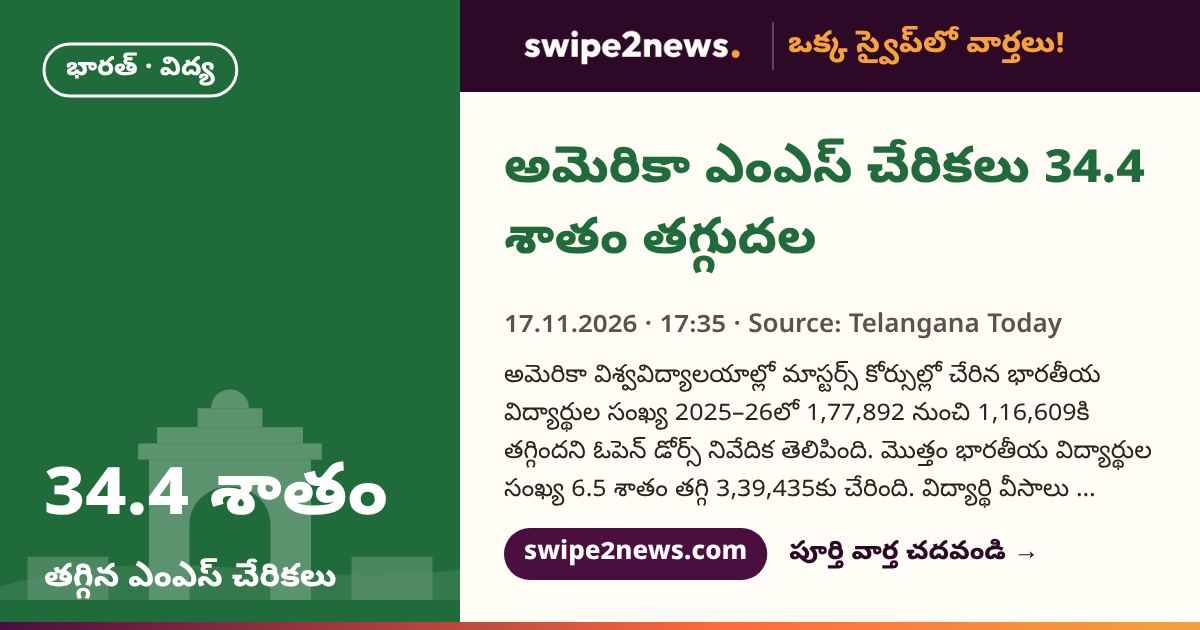 భారత్ · విద్య
34.4 శాతం
తగ్గిన ఎంఎస్ చేరికలు
swipe2news.
ఒక్క స్వైప్‌లో వార్తలు!
అమెరికా ఎంఎస్ చేరికలు 34.4
శాతం తగ్గుదల
17.11.2026 · 17:35 · Source: Telangana Today
అమెరికా విశ్వవిద్యాలయాల్లో మాస్టర్స్ కోర్సుల్లో చేరిన భారతీయ
విద్యార్థుల సంఖ్య 2025–26లో 1,77,892 నుంచి 1,16,609కి
తగ్గిందని ఓపెన్ డోర్స్ నివేదిక తెలిపింది. మొత్తం భారతీయ విద్యార్థుల
సంఖ్య 6.5 శాతం తగ్గి 3,39,435కు చేరింది. విద్యార్థి వీసాలు ...
swipe2news.com
పూర్తి వార్త చదవండి →